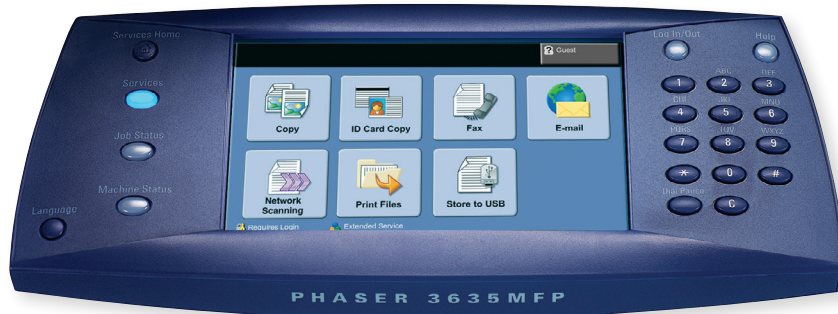 Services Home
Services
Job Status
Machine Status
Language
? Guest
Copy
ID Card Copy
Fax
E-mail
Network
Scanning
Print Files
Store to USB
Requires Login
Extended Service
Log In/Out
Help
1
ABC
2
DEF
3
GHI
4
JKL
5
MNO
6
PQRS
7
TUV
8
WXYZ
9
*
0
#
Dial Pause
C
PHASER 3635MFP